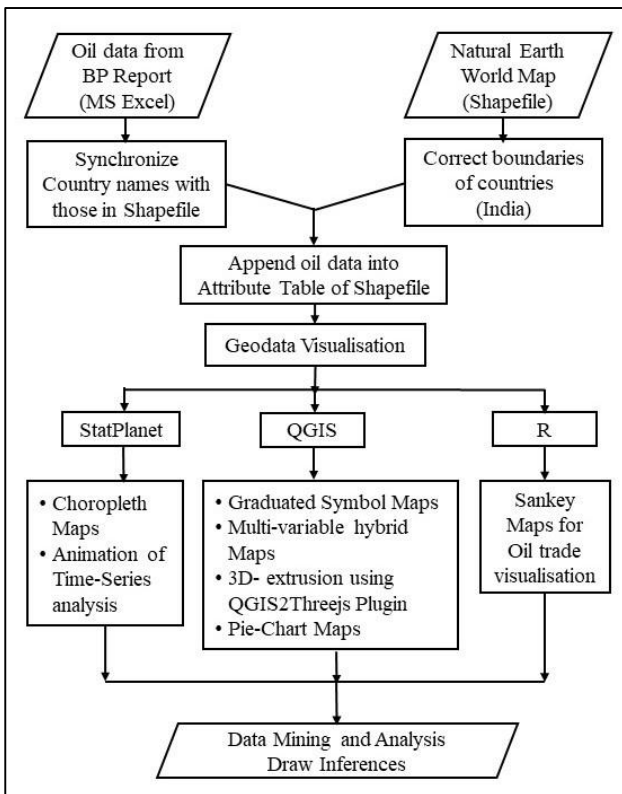 Oil data from
BP Report
(MS Excel)
Natural Earth
World Map
(Shapefile)
Synchronize
Country names with
those in Shapefile
Correct boundaries
of countries
(India)
Append oil data into
Attribute Table of Shapefile
Geodata Visualisation
StatPlanet
QGIS
R
• Choropleth
Maps
• Animation of
Time-Series
analysis
• Graduated Symbol Maps
• Multi-variable hybrid
Maps
• 3D- extrusion using
QGIS2Threejs Plugin
• Pie-Chart Maps
Sankey
Maps for
Oil trade
visualisation
Data Mining and Analysis
Draw Inferences